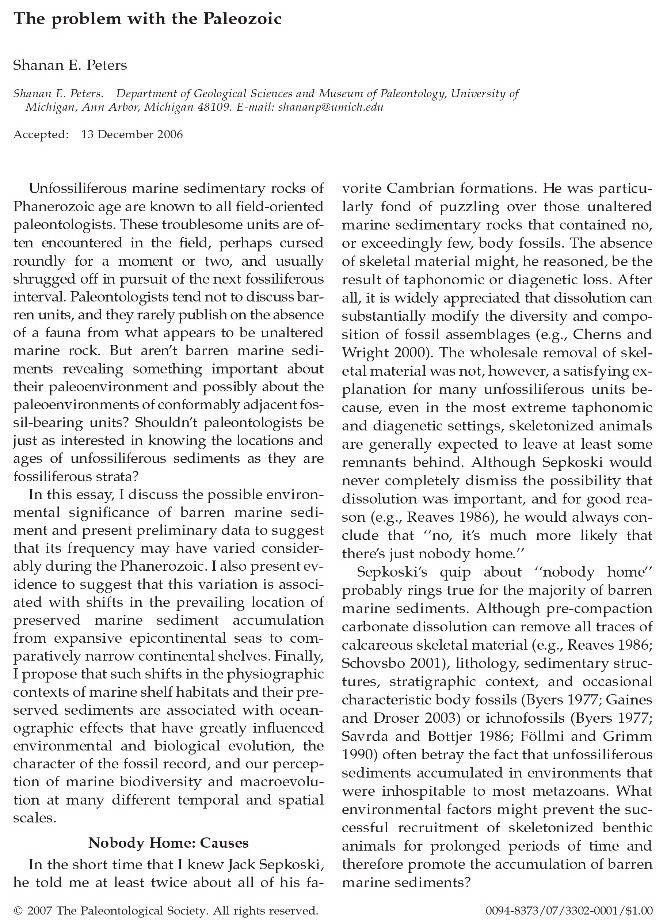 The problem with the Paleozoic
Shanan E. Peters
Shanan E. Peters. Department of Geological Sciences and Museum of Paleontology, University of
Michigan, Ann Arbor, Michigan 48109. E-mail: shananp@umich.edu
Accepted: 13 December 2006
Unfossiliferous marine sedimentary rocks of
Phanerozoic age are known to all field-oriented
paleontologists. These troublesome units are of-
ten encountered in the field, perhaps cursed
roundly for a moment or two, and usually
shrugged off in pursuit of the next fossiliferous
interval. Paleontologists tend not to discuss bar-
ren units, and they rarely publish on the absence
of a fauna from what appears to be unaltered
marine rock. But aren't barren marine sedi-
ments revealing something important about
their paleoenvironment and possibly about the
paleoenvironments of conformably adjacent fos-
sil-bearing units? Shouldn't paleontologists be
just as interested in knowing the locations and
ages of unfossiliferous sediments as they are
fossiliferous strata?
In this essay, I discuss the possible environ-
mental significance of barren marine sedi-
ment and present preliminary data to suggest
that its frequency may have varied consider-
ably during the Phanerozoic. I also present ev-
idence to suggest that this variation is associ-
ated with shifts in the prevailing location of
preserved marine sediment accumulation
from expansive epicontinental seas to com-
paratively narrow continental shelves. Finally,
I propose that such shifts in the physiographic
contexts of marine shelf habitats and their pre-
served sediments are associated with ocean-
ographic effects that have greatly influenced
environmental and biological evolution, the
character of the fossil record, and our percep-
tion of marine biodiversity and macroevolu-
tion at many different temporal and spatial
scales.
Nobody Home: Causes
In the short time that I knew Jack Sepkoski,
he told me at least twice about all of his fa-
vorite Cambrian formations. He was particu-
larly fond of puzzling over those unaltered
marine sedimentary rocks that contained no,
or exceedingly few, body fossils. The absence
of skeletal material might, he reasoned, be the
result of taphonomic or diagenetic loss. After
all, it is widely appreciated that dissolution can
substantially modify the diversity and compo-
sition of fossil assemblages (e.g., Cherns and
Wright 2000). The wholesale removal of skel-
etal material was not, however, a satisfying ex-
planation for many unfossiliferous units be-
cause, even in the most extreme taphonomic
and diagenetic settings, skeletonized animals
are generally expected to leave at least some
remnants behind. Although Sepkoski would
never completely dismiss the possibility that
dissolution was important, and for good rea-
son (e.g., Reaves 1986), he would always con-
clude that ''no, it's much more likely that
there's just nobody home.''
Sepkoski's quip about ''nobody home''
probably rings true for the majority of barren
marine sediments. Although pre-compaction
carbonate dissolution can remove all traces of
calcareous skeletal material (e.g., Reaves 1986;
Schovsbo 2001), lithology, sedimentary struc-
tures, stratigraphic context, and occasional
characteristic body fossils (Byers 1977; Gaines
and Droser 2003) or ichnofossils (Byers 1977;
Savrda and Bottjer 1986; Föllmi and Grimm
1990) often betray the fact that unfossiliferous
sediments accumulated in environments that
were inhospitable to most metazoans. What
environmental factors might prevent the suc-
cessful recruitment of skeletonized benthic
animals for prolonged periods of time and
therefore promote the accumulation of barren
marine sediments?
© 2007 The Paleontological Society. All rights reserved.
0094-8373/07/3302-0001/$1.00